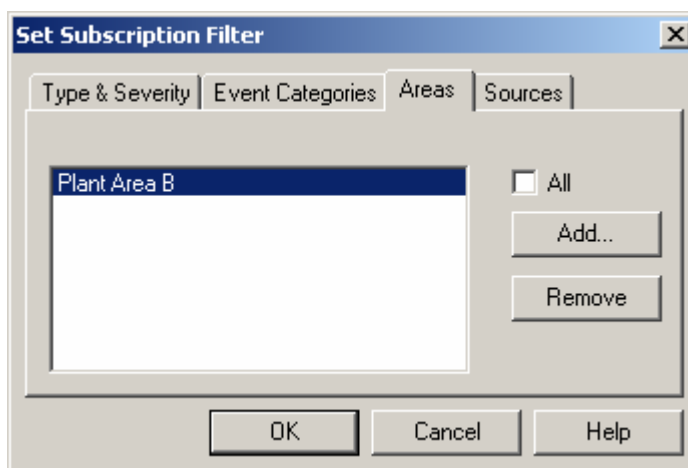 Set Subscription Filter
Type & Severity Event Categories Areas Sources
Plant Area B
All
Add...
Remove
OK Cancel Help